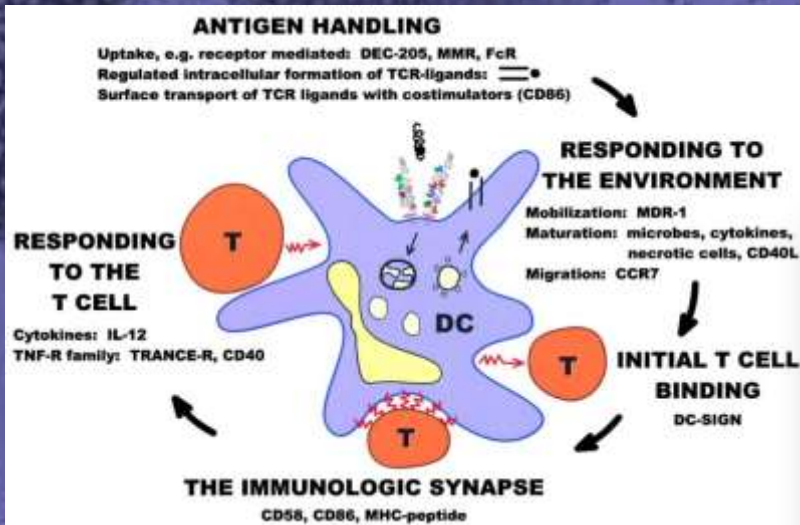 ANTIGEN HANDLING
Uptake, e.g. receptor mediated: DEC-205, MMR, FcR
Regulated intracellular formation of TCR-ligands:
Surface transport of TCR ligands with costimulators (CD86)
RESPONDING TO
THE ENVIRONMENT
Mobilization: MDR-1
Maturation: microbes, cytokines,
necrotic cells, CD40L
Migration: CCR7
INITIAL T CELL
BINDING
DC-SIGN
THE IMMUNOLOGIC SYNAPSE
CD58, CD86, MHC-peptide
RESPONDING
TO THE
T CELL
Cytokines: IL-12
TNF-R family: TRANCE-R, CD40
T
DC
T
T